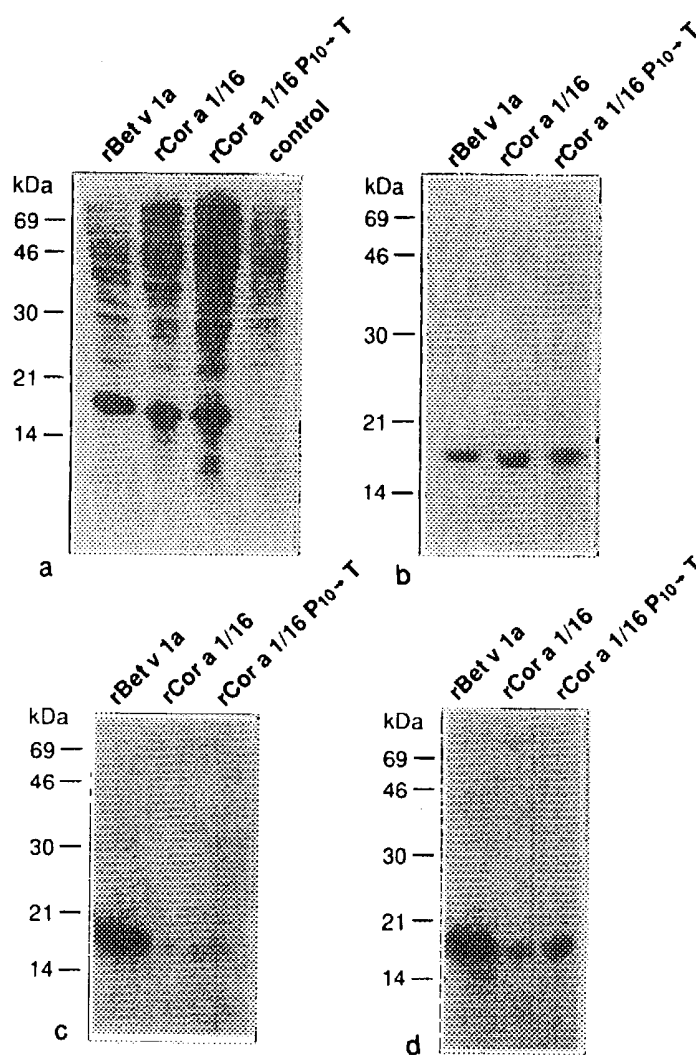 rBet v 1a
rCor a 1/16
rCor a 1/16 P10→ T
control
kDa
69
46
30
21
14
a
rBet v 1a
rCor a 1/16
rCor a 1/16 P10→ T
kDa
69
46
30
21
14
b
rBet v 1a
rCor a 1/16
rCor a 1/16 P10→ T
kDa
69
46
30
21
14
c
rBet v 1a
rCor a 1/16
rCor a 1/16 P10→ T
kDa
69
46
30
21
14
d